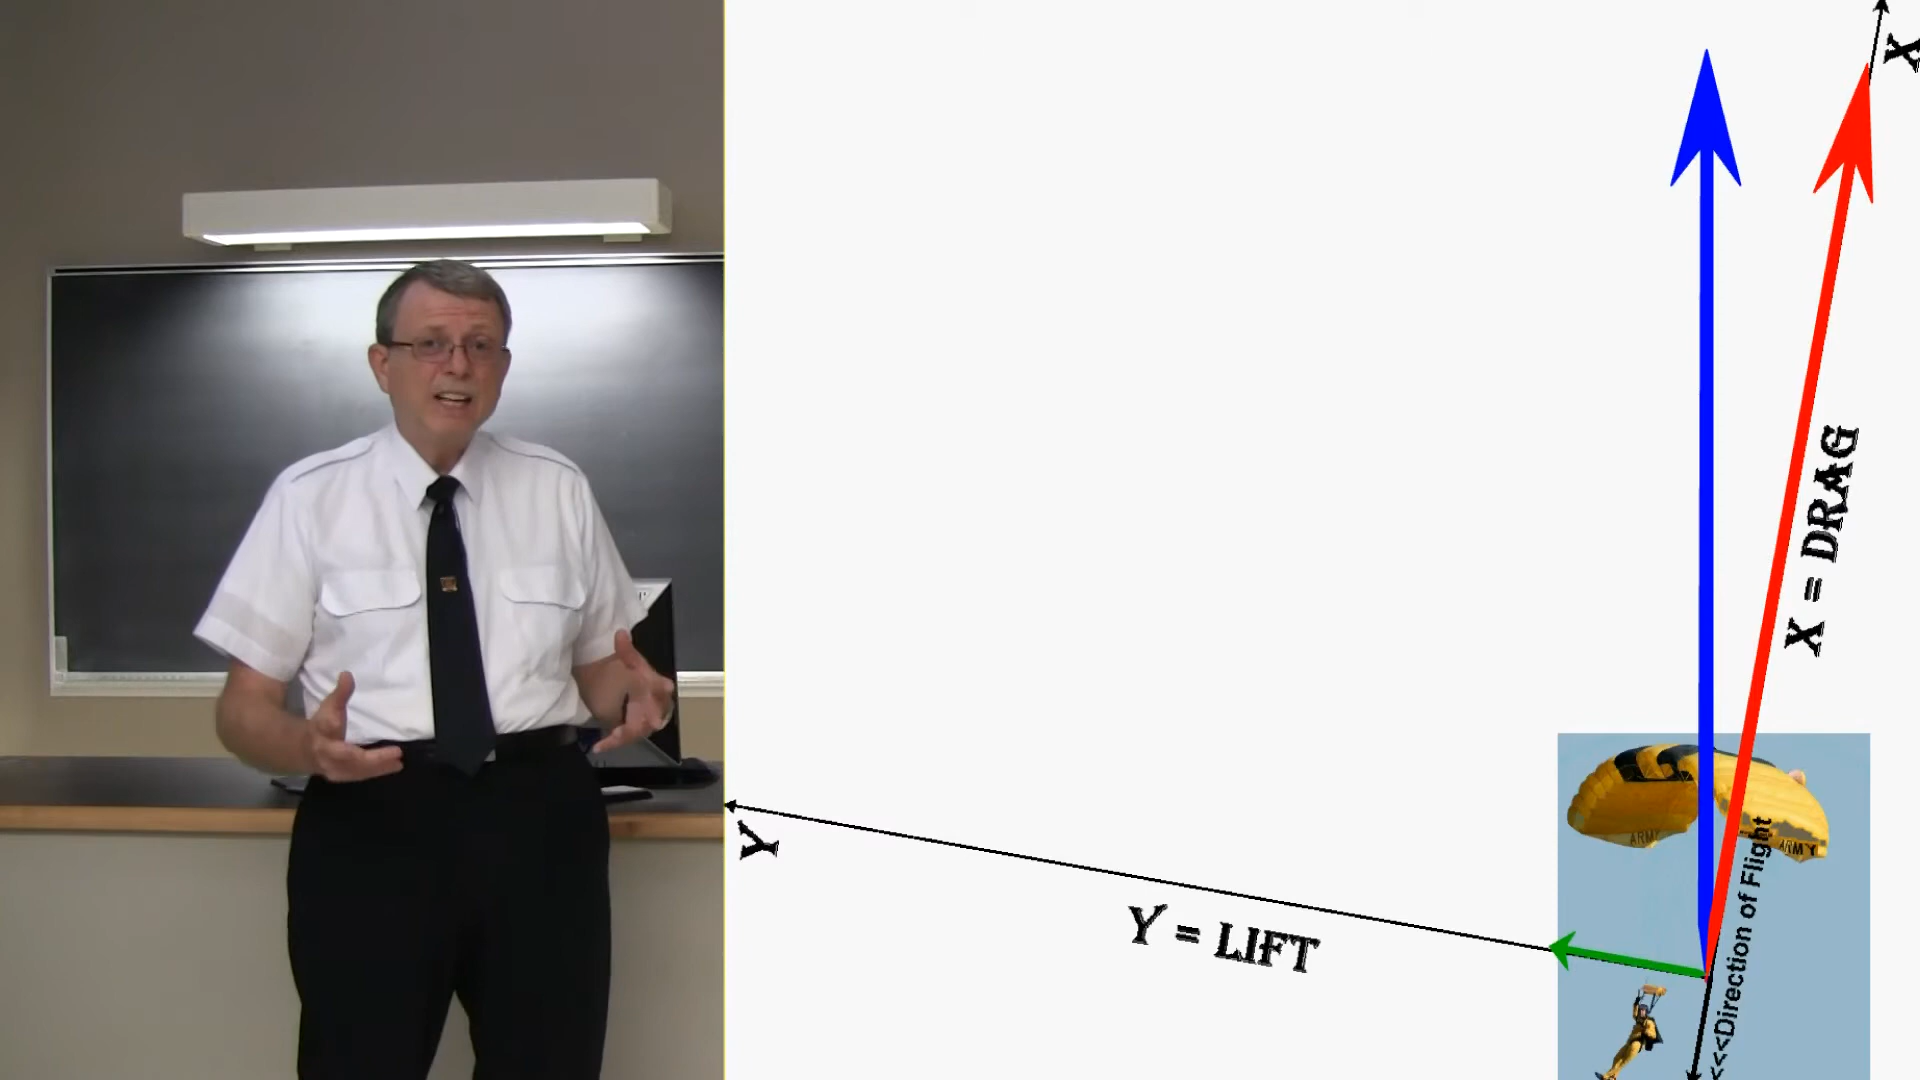 X
X = DRAG
ARMY
ARMY
<<<Direction of Flight
Y
Y = LIFT